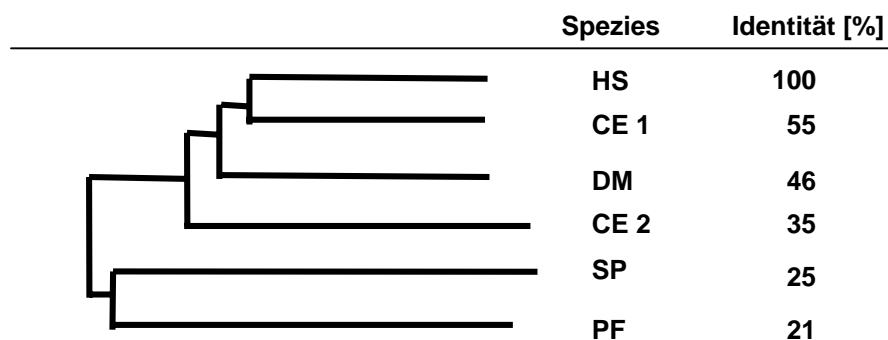 Spezies Identität [%]
HS 100
CE 1 55
DM 46
CE 2 35
SP 25
PF 21